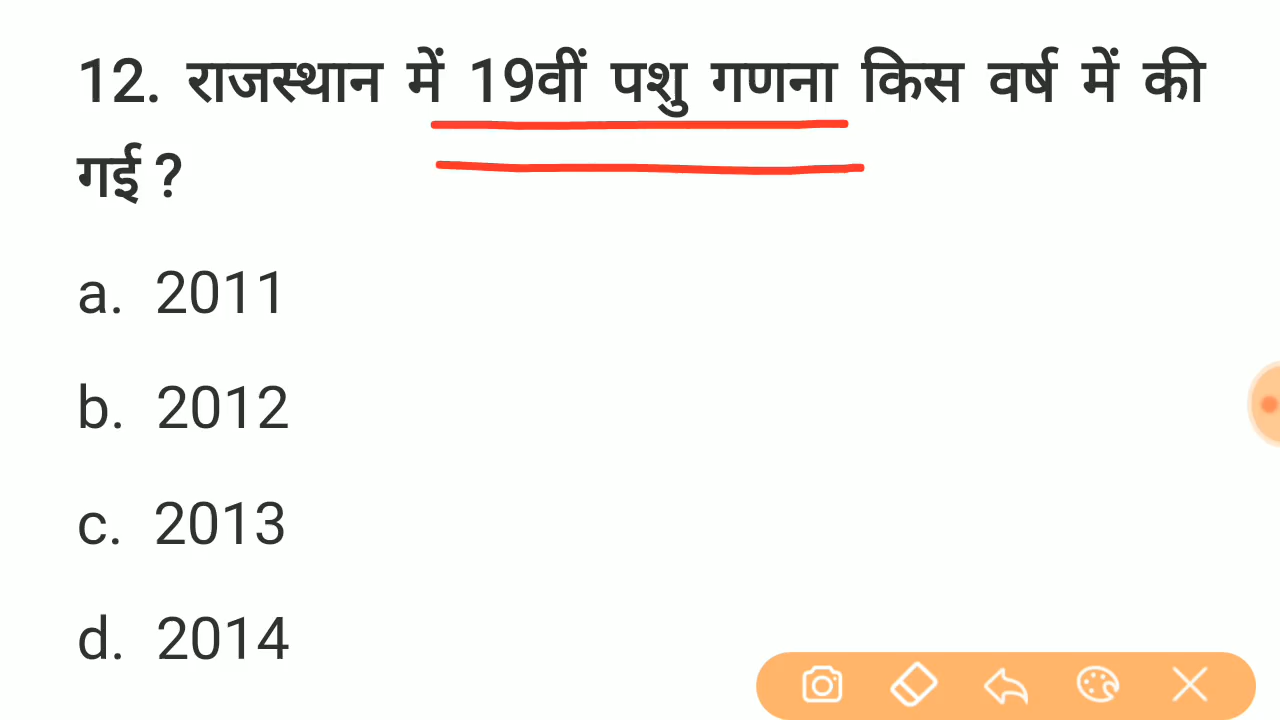 12. राजस्थान में 19वीं पशु गणना किस वर्ष में की
गई ?
a. 2011
b. 2012
c. 2013
d. 2014